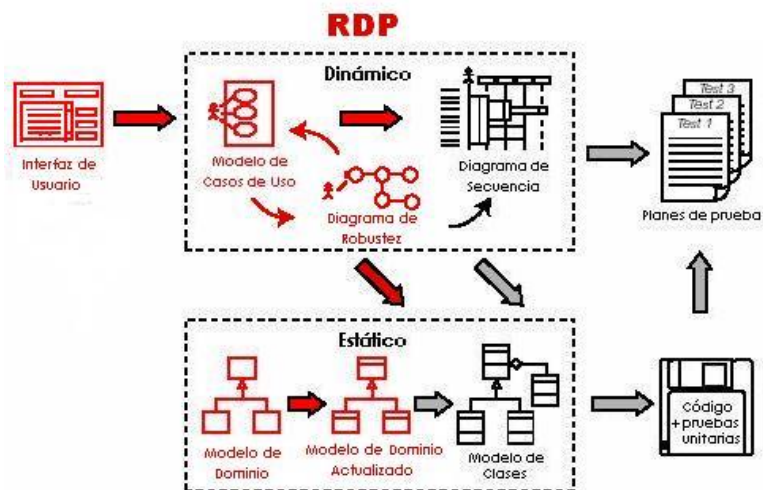 RDP
Dinámico
Interfaz de
Usuario
Modelo de
Casos de Uso
Diagrama de
Robustez
Diagrama de
Secuencia
Test 3
Test 2
Test 1
Planes de prueba
Estático
Modelo de
Dominio
Modelo de Dominio
Actualizado
Modelo de
Clases
Código
+pruebas
unitarias